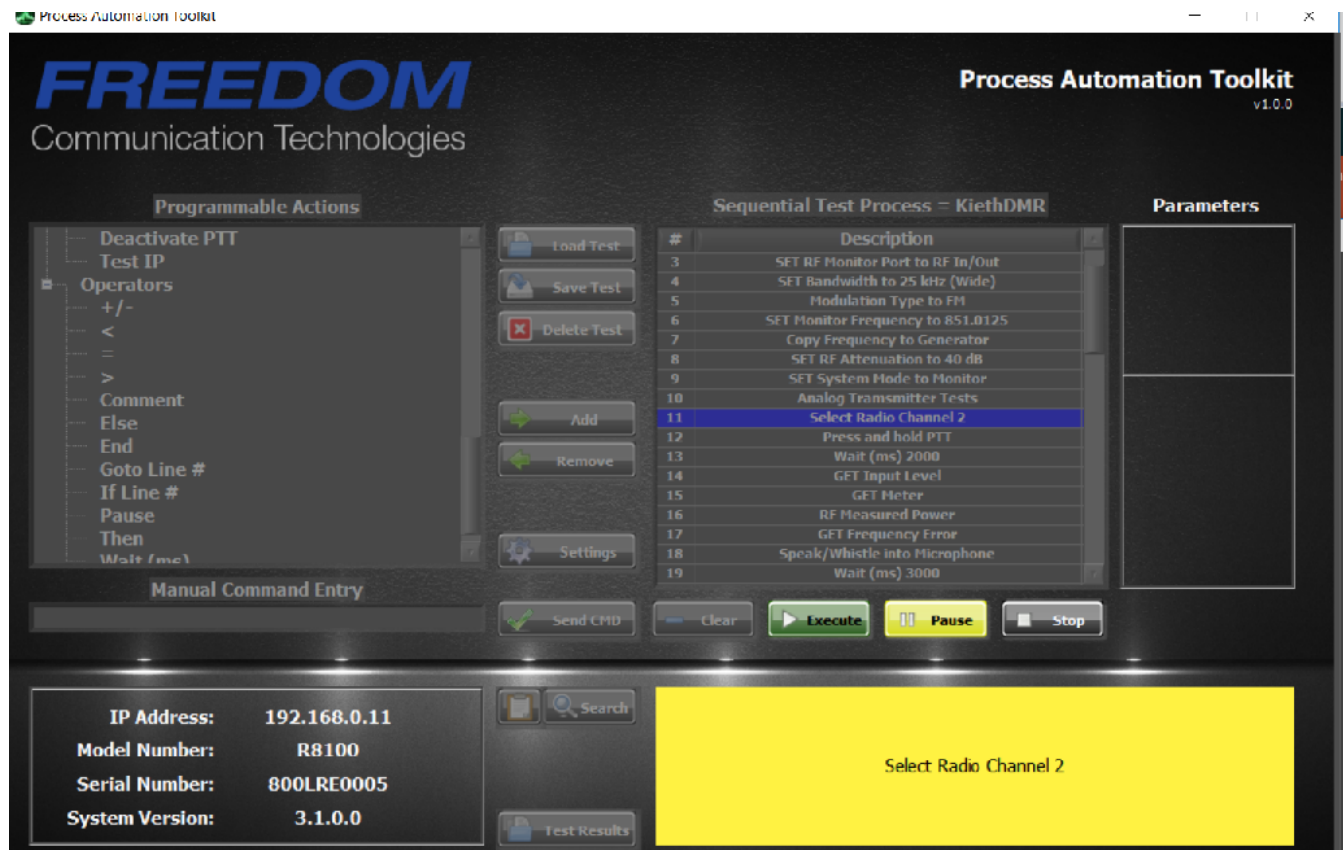 Process Automation Toolkit
FREEDOM
Communication Technologies
Process Automation Toolkit
v1.0.0
Programmable Actions
Deactivate PTT
Test IP
Operators
+/-
<
=
>
Comment
Else
End
Goto Line #
If Line #
Pause
Then
Wait (ms)
Manual Command Entry
Load Test
Save Test
Delete Test
Add
Remove
Settings
Send CMD
Sequential Test Process = KiethDMR
# Description
3 SET RF Monitor Port to RF In/Out
4 SET Bandwidth to 25 kHz (Wide)
5 Modulation Type to FM
6 SET Monitor Frequency to 851.0125
7 Copy Frequency to Generator
8 SET RF Attenuation to 40 dB
9 SET System Mode to Monitor
10 Analog Transmitter Tests
11 Select Radio Channel 2
12 Press and hold PTT
13 Wait (ms) 2000
14 GET Input Level
15 GET Meter
16 RF Measured Power
17 GET Frequency Error
18 Speak/Whistle into Microphone
19 Wait (ms) 3000
Parameters
Clear
Execute
Pause
Stop
IP Address: 192.168.0.11
Model Number: R8100
Serial Number: 800LRE0005
System Version: 3.1.0.0
Search
Test Results
Select Radio Channel 2